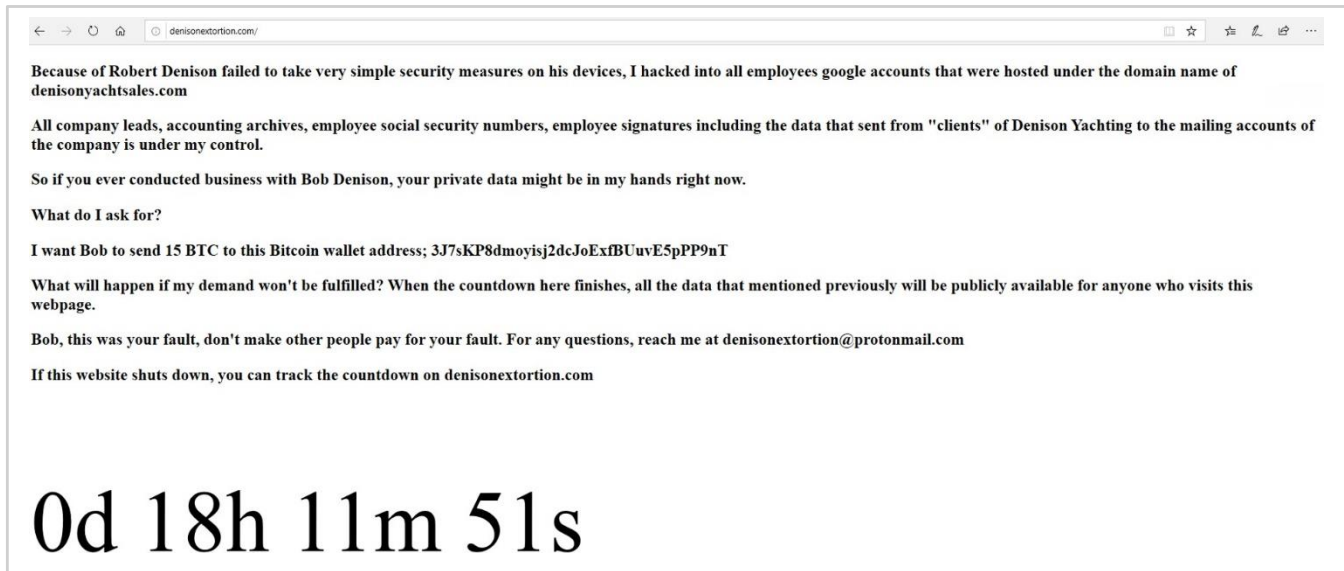 denisonextortion.com/
Because of Robert Denison failed to take very simple security measures on his devices, I hacked into all employees google accounts that were hosted under the domain name of
denisonyachtsales.com
All company leads, accounting archives, employee social security numbers, employee signatures including the data that sent from "clients" of Denison Yachting to the mailing accounts of
the company is under my control.
So if you ever conducted business with Bob Denison, your private data might be in my hands right now.
What do I ask for?
I want Bob to send 15 BTC to this Bitcoin wallet address; 3J7sKP8dmoyisj2dcJoExfBUuvE5pPP9nT
What will happen if my demand won't be fulfilled? When the countdown here finishes, all the data that mentioned previously will be publicly available for anyone who visits this
webpage.
Bob, this was your fault, don't make other people pay for your fault. For any questions, reach me at denisonextortion@protonmail.com
If this website shuts down, you can track the countdown on denisonextortion.com
0d 18h 11m 51s